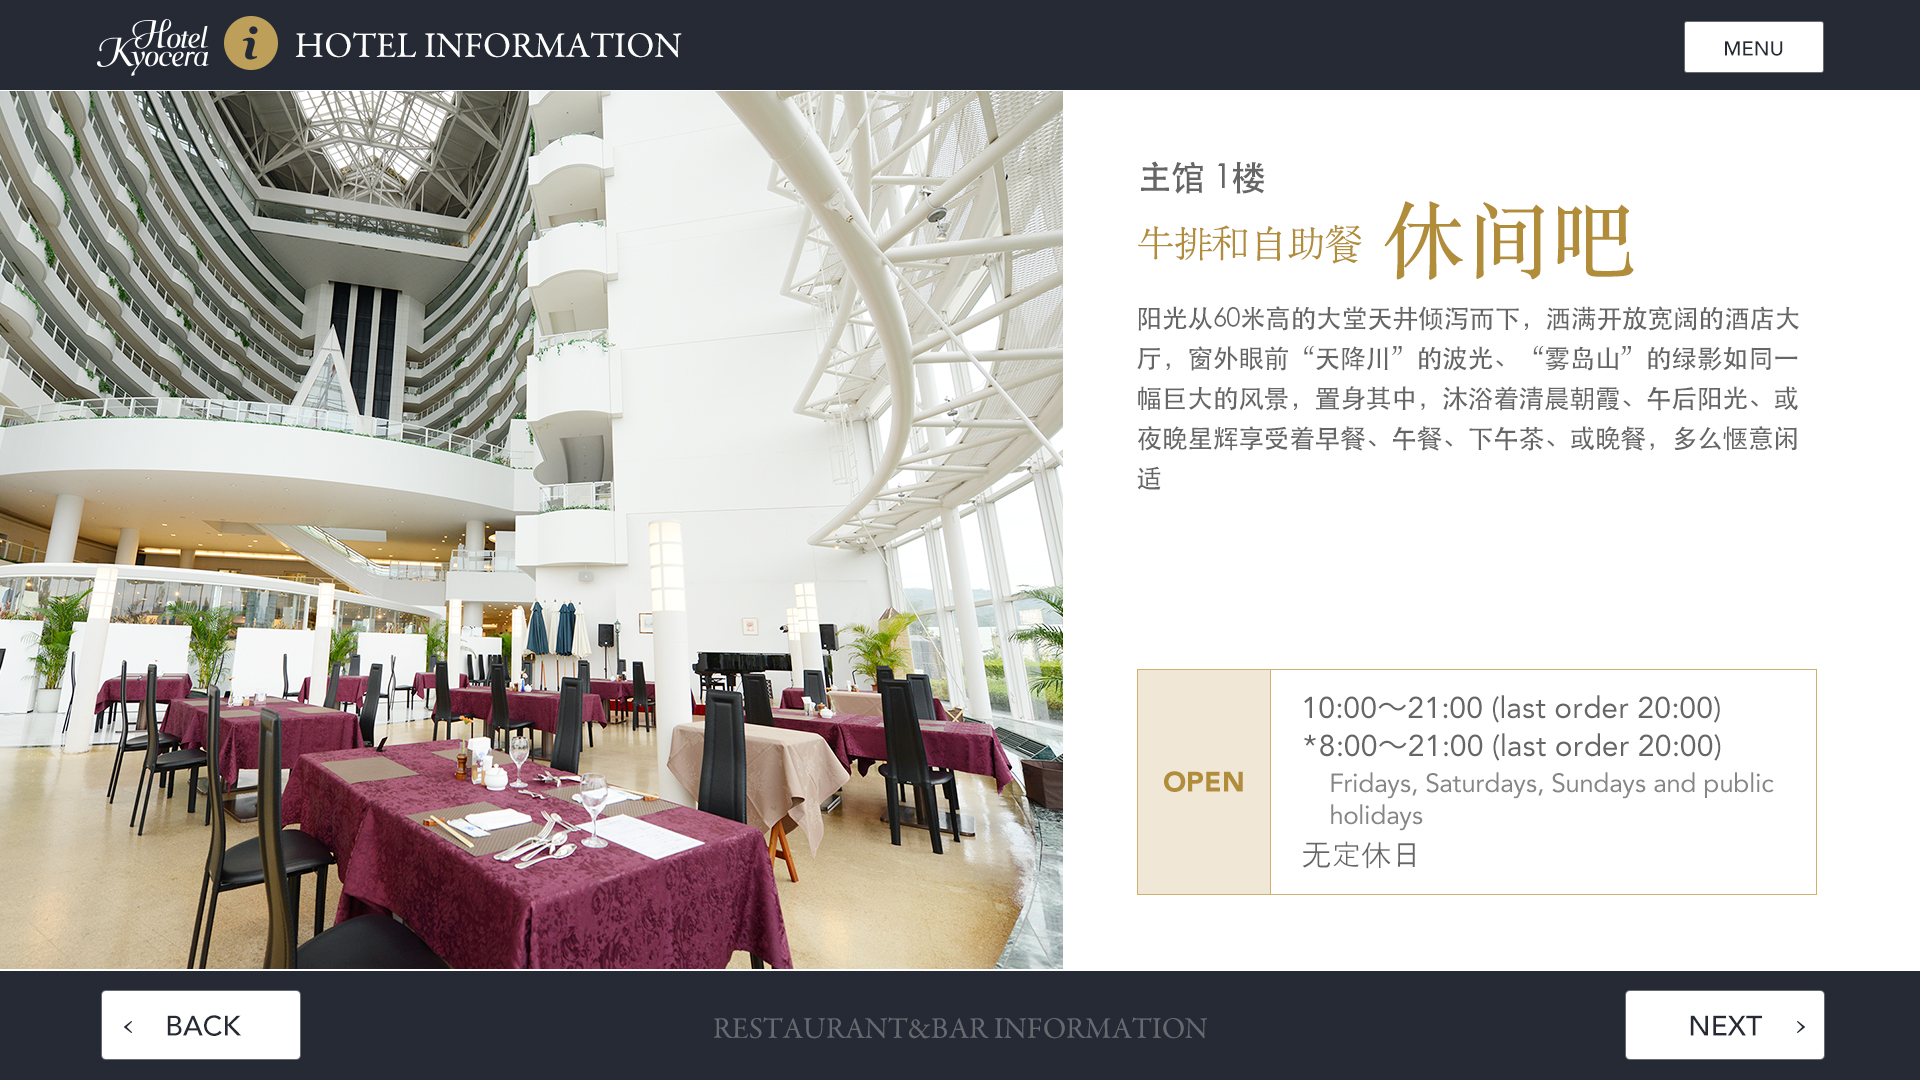 Hotel
Kyocera
i
HOTEL INFORMATION
MENU
主馆 1楼
牛排和自助餐 休间吧
阳光从60米高的大堂天井倾泻而下，洒满开放宽阔的酒店大
厅，窗外眼前“天降川”的波光、“雾岛山”的绿影如同一
幅巨大的风景，置身其中，沐浴着清晨朝霞、午后阳光、或
夜晚星辉享受着早餐、午餐、下午茶、或晚餐，多么惬意闲
适
OPEN
10:00～21:00 (last order 20:00)
*8:00～21:00 (last order 20:00)
Fridays, Saturdays, Sundays and public
holidays
无定休日
< BACK
RESTAURANT&BAR INFORMATION
NEXT >